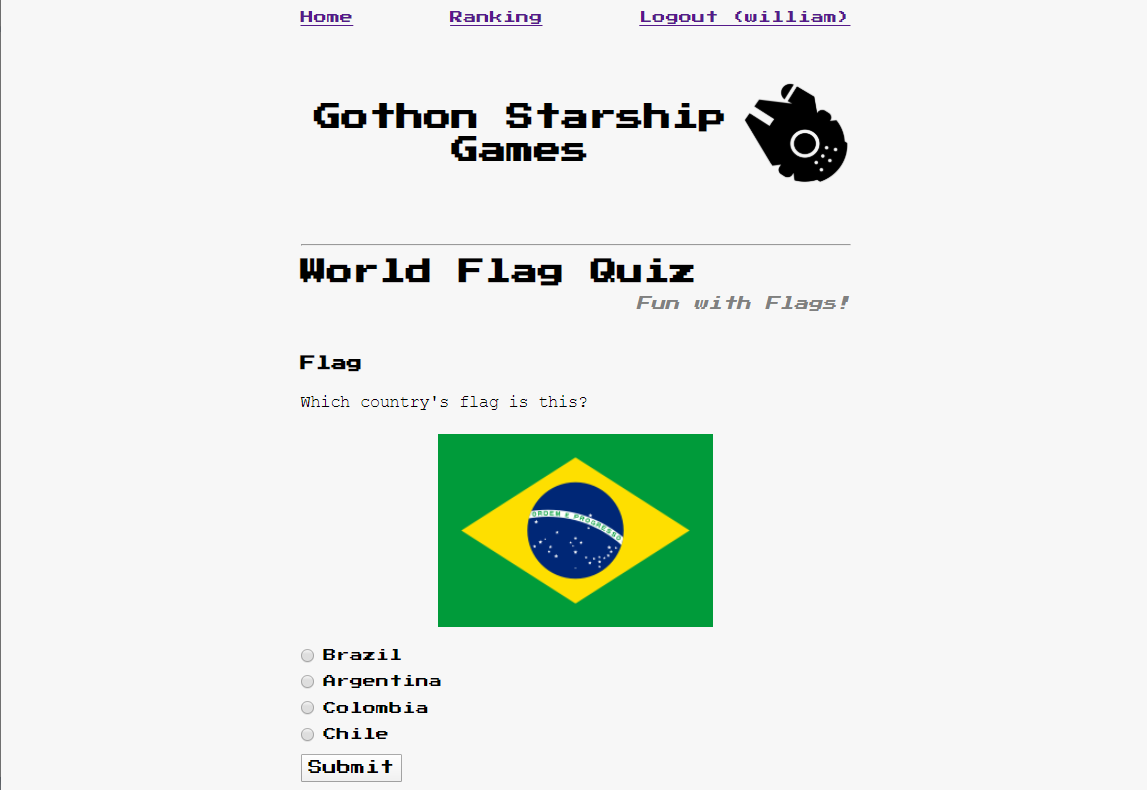 Home Ranking Logout (william)
Gothon Starship
Games
World Flag Quiz
Fun with Flags!
Flag
Which country's flag is this?
ORDEM E PROGRESSO
Brazil
Argentina
Colombia
Chile
Submit